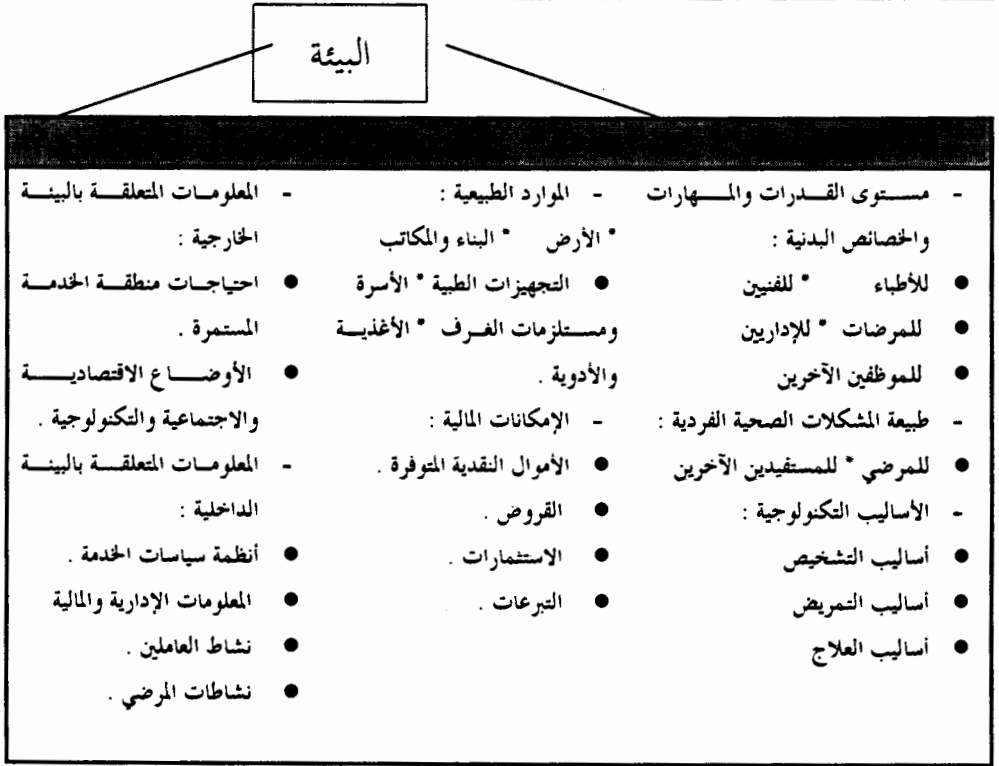 البيئة
- مستوى القدرات والمهارات
والخصائص البدنية :
● للأطباء * للفنيين
● للمرضات * للإداريين
● للموظفين الآخرين
- طبيعة المشكلات الصحية الفردية :
● للمرضي * للمستفيدين الآخرين
- الأساليب التكنولوجية :
● أساليب التشخيص
● أساليب التمريض
● أساليب العلاج
- الموارد الطبيعية :
* الأرض * البناء والمكاتب
● التجهيزات الطبية * الأسرة
ومستلزمات الغرف * الأغذية
والأدوية .
- الإمكانات المالية :
● الأموال النقدية المتوفرة .
● القروض .
● الاستثمارات .
● التبرعات .
- المعلومات المتعلقة بالبيئة
الخارجية :
● احتياجات منطقة الخدمة
المستمرة .
● الأوضاع الاقتصادية
والاجتماعية والتكنولوجية .
- المعلومات المتعلقة بالبيئة
الداخلية :
● أنظمة سياسات الخدمة .
● المعلومات الإدارية والمالية
● نشاط العاملين .
● نشاطات المرضي .